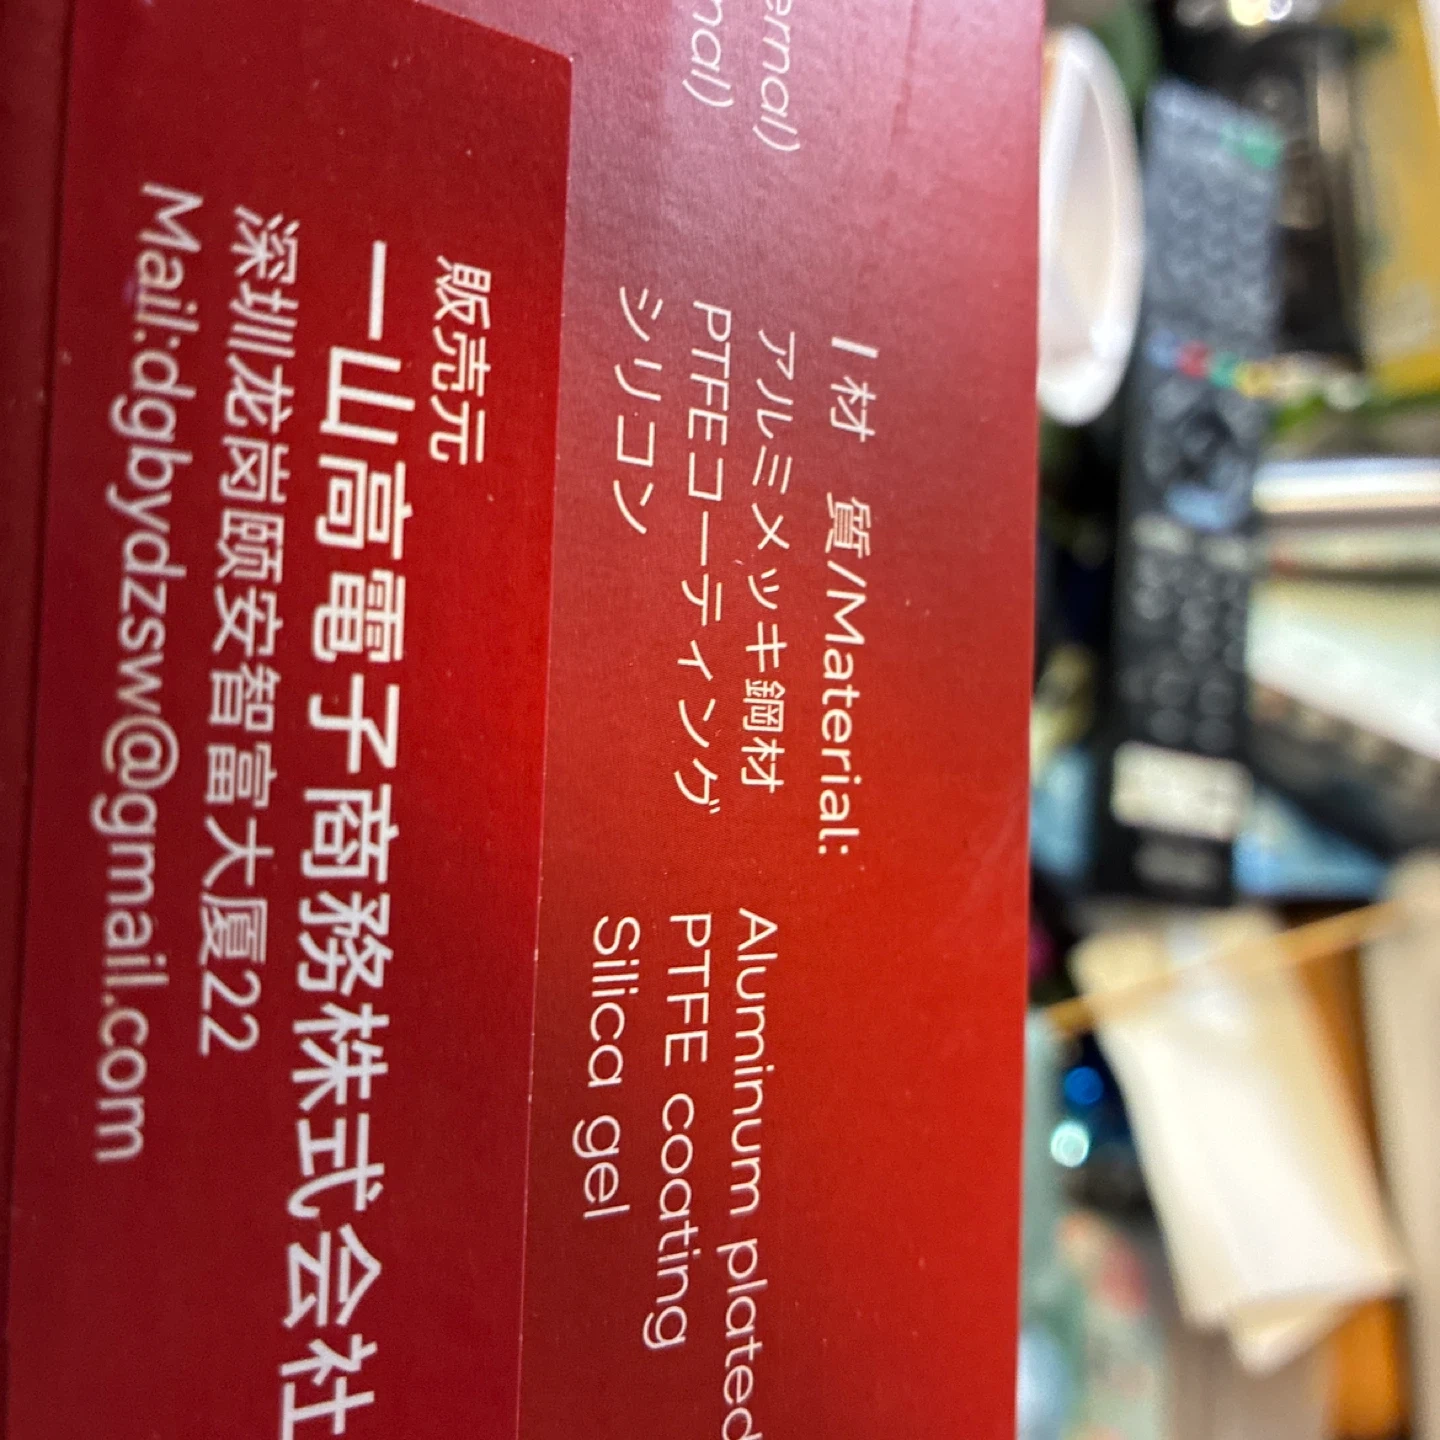 ernal)
nal)
材 質/Material:
アルミメッキ鋼材 Aluminum plated
PTFEコーティング PTFE coating
シリコン Silica gel
販売元
一山高電子商務株式会社
深圳龙岗颐安智富大厦22
Mail:dgbydzsw@gmail.com